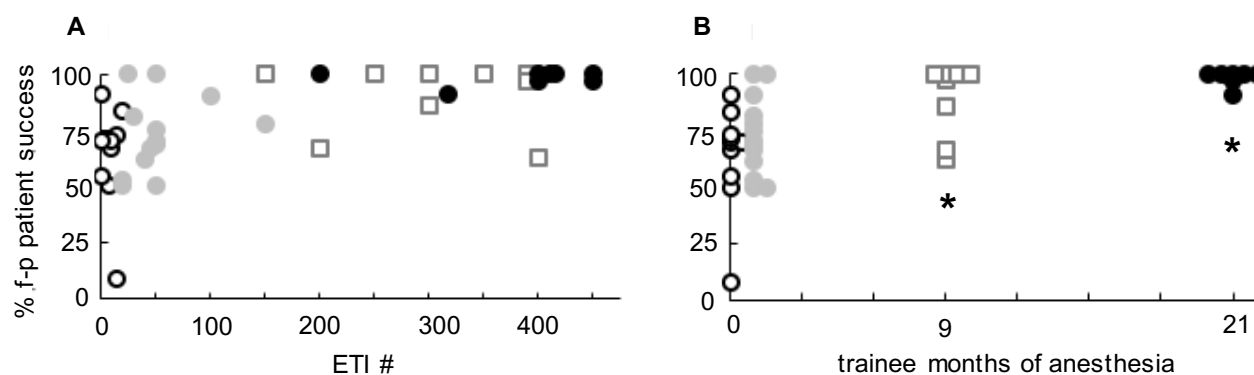 A
% f-p patient success
100
75
50
25
0
0 100 200 300 400
ETI #
B
100
75
50
25
0
0 9 21
trainee months of anesthesia
*
*